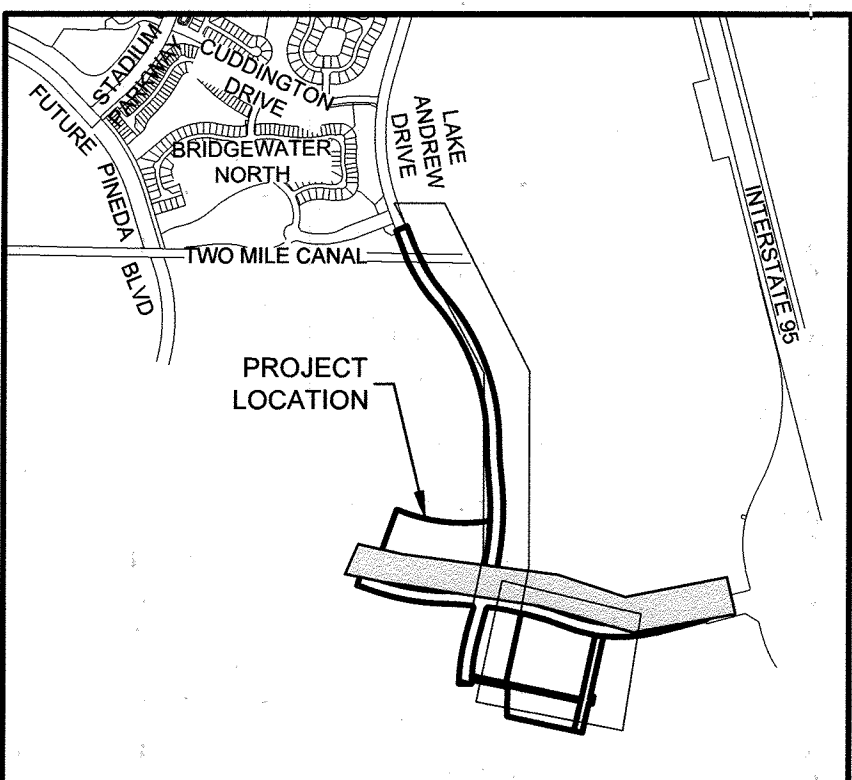 STADIUM
PARKWAY
CUDDINGTON
DRIVE
LAKE
ANDREW
DRIVE
FUTURE PINEDA BLVD
BRIDGEWATER
NORTH
TWO MILE CANAL
INTERSTATE 95
PROJECT
LOCATION